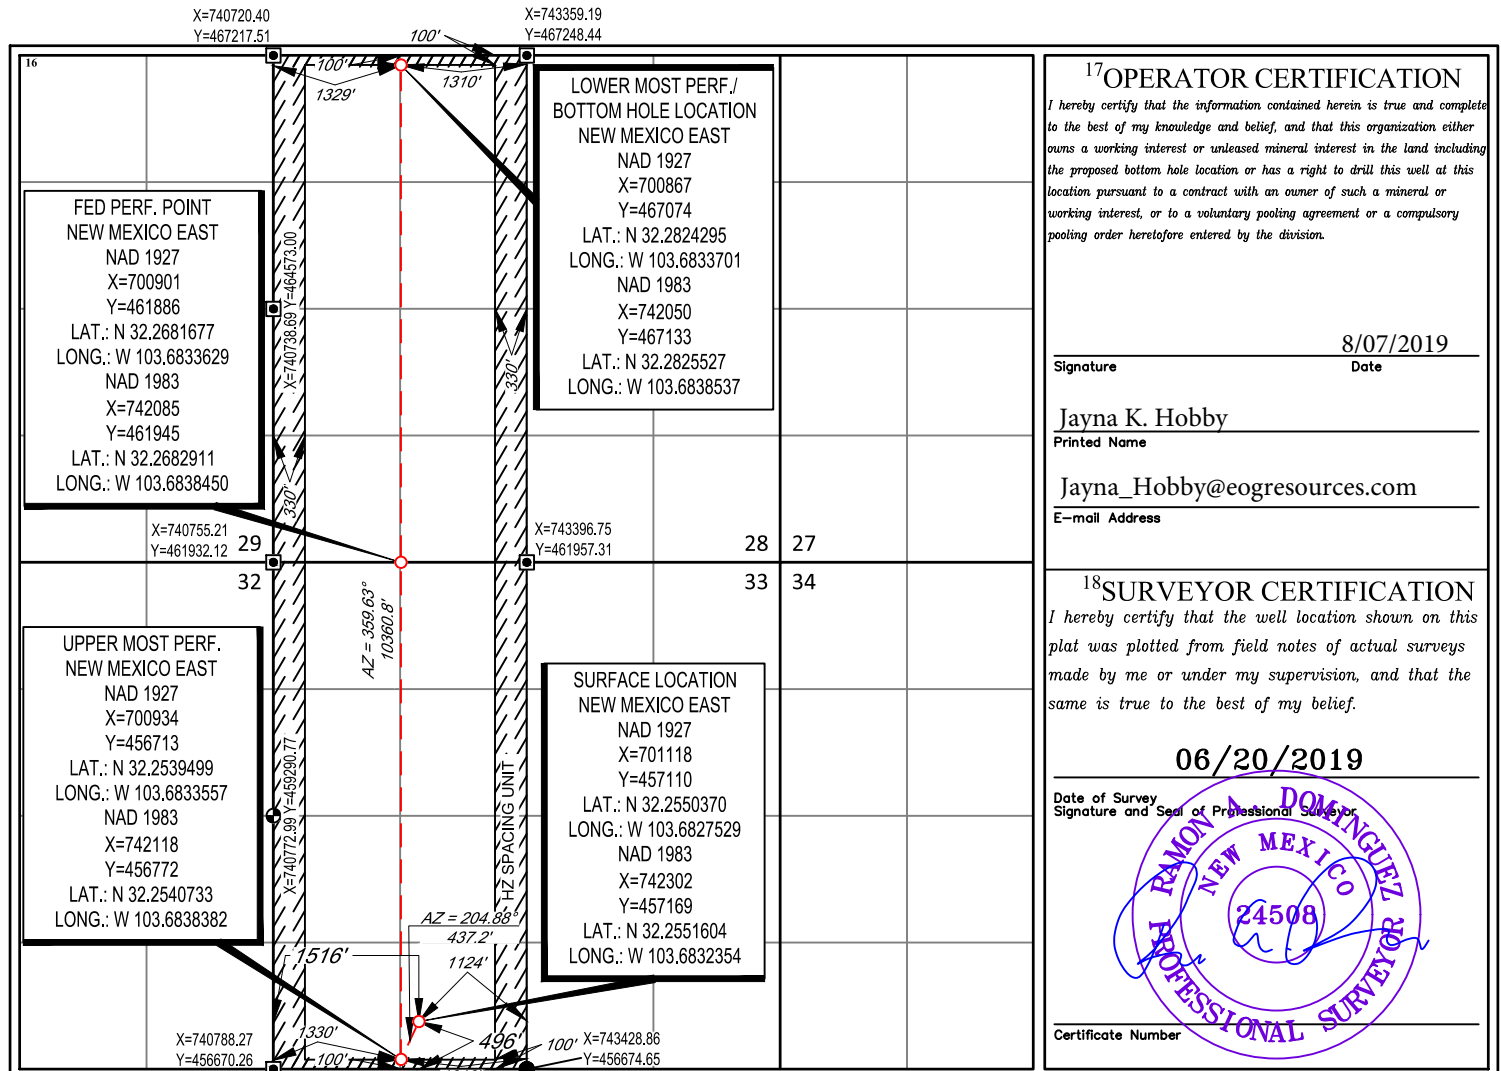 X=740720.40
Y=467217.51
X=743359.19
Y=467248.44
100'
16
100'
1329'
1310'
LOWER MOST PERF./
BOTTOM HOLE LOCATION
NEW MEXICO EAST
NAD 1927
X=700867
Y=467074
LAT.: N 32.2824295
LONG.: W 103.6833701
NAD 1983
X=742050
Y=467133
LAT.: N 32.2825527
LONG.: W 103.6838537
FED PERF. POINT
NEW MEXICO EAST
NAD 1927
X=700901
Y=461886
LAT.: N 32.2681677
LONG.: W 103.6833629
NAD 1983
X=742085
Y=461945
LAT.: N 32.2682911
LONG.: W 103.6838450
X=740738.69 Y=464573.00
330'
330'
X=740755.21
Y=461932.12
29
32
X=743396.75
Y=461957.31
28
27
33
34
AZ = 359.63°
10360.8'
UPPER MOST PERF.
NEW MEXICO EAST
NAD 1927
X=700934
Y=456713
LAT.: N 32.2539499
LONG.: W 103.6833557
NAD 1983
X=742118
Y=456772
LAT.: N 32.2540733
LONG.: W 103.6838382
X=740772.99 Y=459290.77
HZ SPACING UNIT
SURFACE LOCATION
NEW MEXICO EAST
NAD 1927
X=701118
Y=457110
LAT.: N 32.2550370
LONG.: W 103.6827529
NAD 1983
X=742302
Y=457169
LAT.: N 32.2551604
LONG.: W 103.6832354
AZ = 204.88°
437.2'
1516'
1124'
X=740788.27
Y=456670.26
1330'
100'
496'
100'
X=743428.86
Y=456674.65
17OPERATOR CERTIFICATION
I hereby certify that the information contained herein is true and complete
to the best of my knowledge and belief, and that this organization either
owns a working interest or unleased mineral interest in the land including
the proposed bottom hole location or has a right to drill this well at this
location pursuant to a contract with an owner of such a mineral or
working interest, or to a voluntary pooling agreement or a compulsory
pooling order heretofore entered by the division.
8/07/2019
Signature Date
Jayna K. Hobby
Printed Name
Jayna_Hobby@eogresources.com
E-mail Address
18SURVEYOR CERTIFICATION
I hereby certify that the well location shown on this
plat was plotted from field notes of actual surveys
made by me or under my supervision, and that the
same is true to the best of my belief.
06/20/2019
Date of Survey
Signature and Seal of Professional Surveyor
RAMON A. DOMINGUEZ
NEW MEXICO
24508
PROFESSIONAL SURVEYOR
Certificate Number